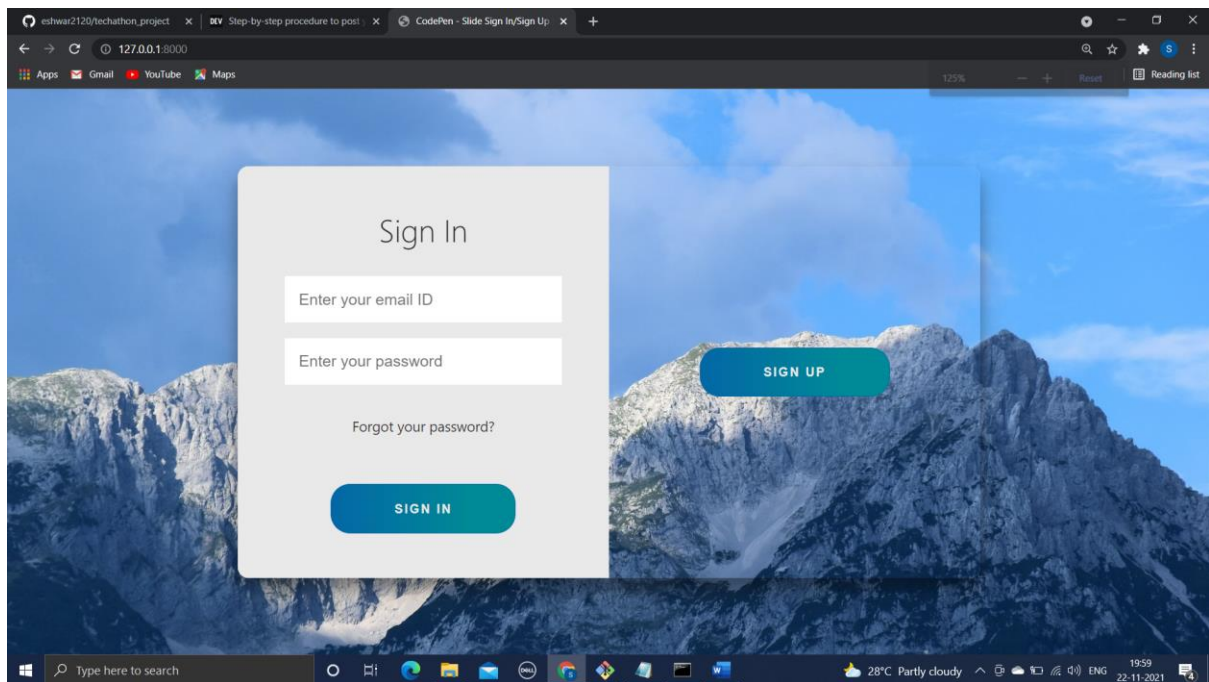 eshwar2120/techathon_project
DEV Step-by-step procedure to post y
CodePen - Slide Sign In/Sign Up
127.0.0.1:8000
Apps Gmail YouTube Maps
125% Reset
Reading list
Sign In
Enter your email ID
Enter your password
Forgot your password?
SIGN IN
SIGN UP
Type here to search
DELL
28°C Partly cloudy
ENG
19:59
22-11-2021
4
S